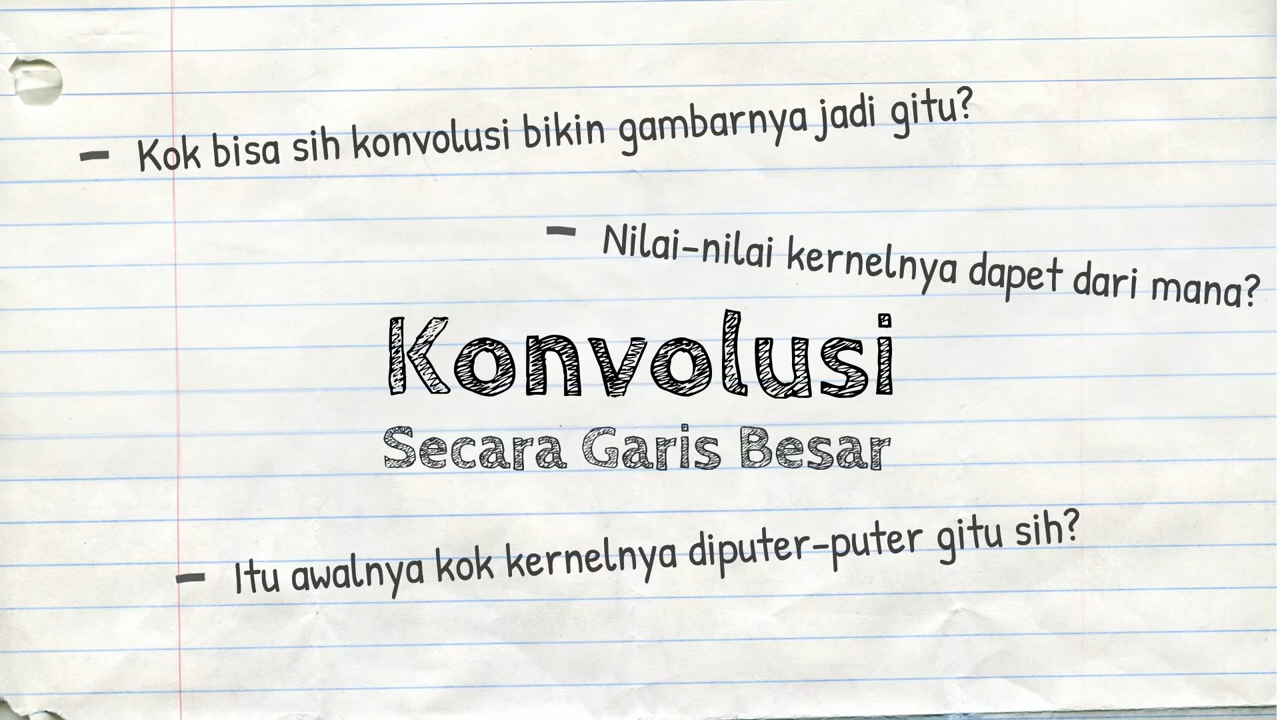 – Kok bisa sih konvolusi bikin gambarnya jadi gitu?
– Nilai-nilai kernelnya dapet dari mana?
Konvolusi
Secara Garis Besar
– Itu awalnya kok kernelnya diputer-puter gitu sih?